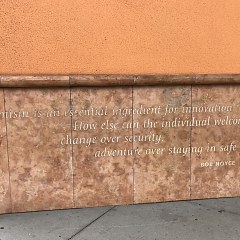 mism is an essential ingredient for innovation
How else can the individual welco
change over security,
adventure over staying in safe
BOB NOYCE